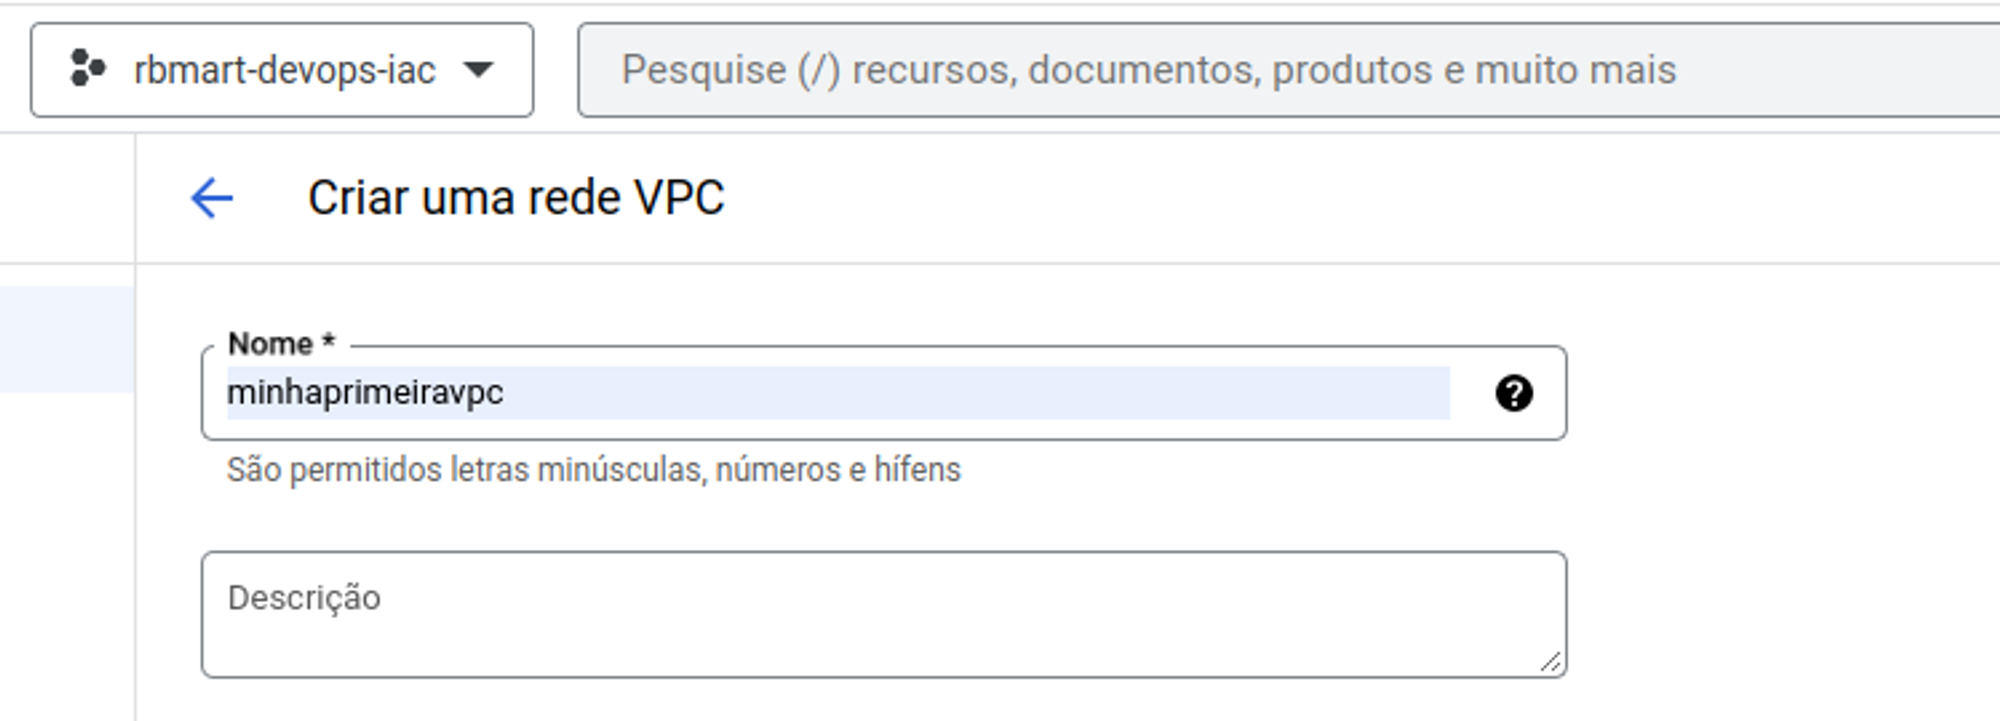 rbmart-devops-iac
Pesquise (/) recursos, documentos, produtos e muito mais
Criar uma rede VPC
Nome *
minhaprimeiravpc
São permitidos letras minúsculas, números e hífens
Descrição